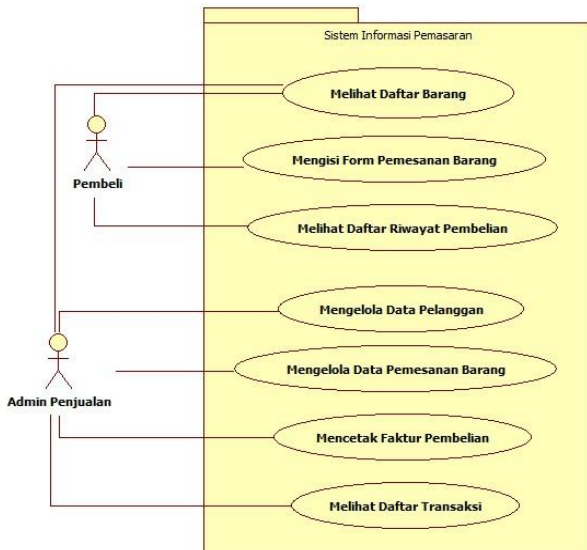 Sistem Informasi Pemasaran
Melihat Daftar Barang
Mengisi Form Pemesanan Barang
Pembeli
Melihat Daftar Riwayat Pembelian
Mengelola Data Pelanggan
Mengelola Data Pemesanan Barang
Admin Penjualan
Mencetak Faktur Pembelian
Melihat Daftar Transaksi